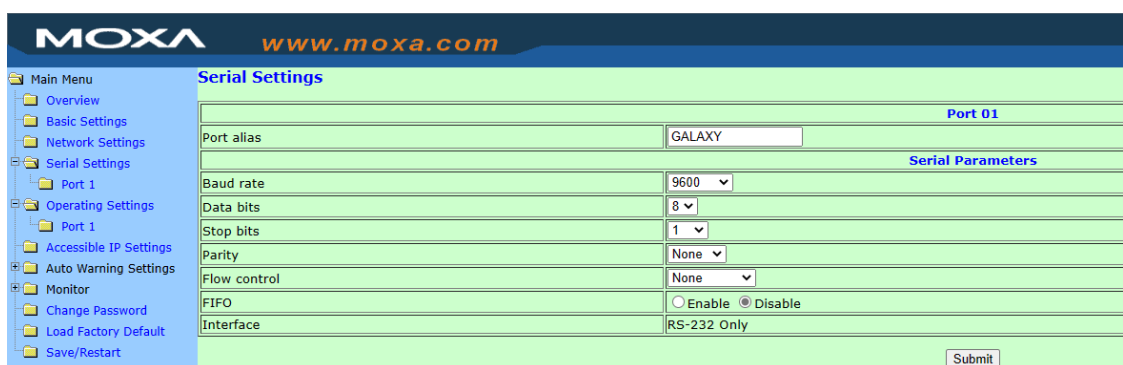 MOXA www.moxa.com
Main Menu
Overview
Basic Settings
Network Settings
Serial Settings
Port 1
Operating Settings
Port 1
Accessible IP Settings
Auto Warning Settings
Monitor
Change Password
Load Factory Default
Save/Restart
Serial Settings
Port 01
Port alias GALAXY
Serial Parameters
Baud rate 9600
Data bits 8
Stop bits 1
Parity None
Flow control None
FIFO Enable Disable
Interface RS-232 Only
Submit